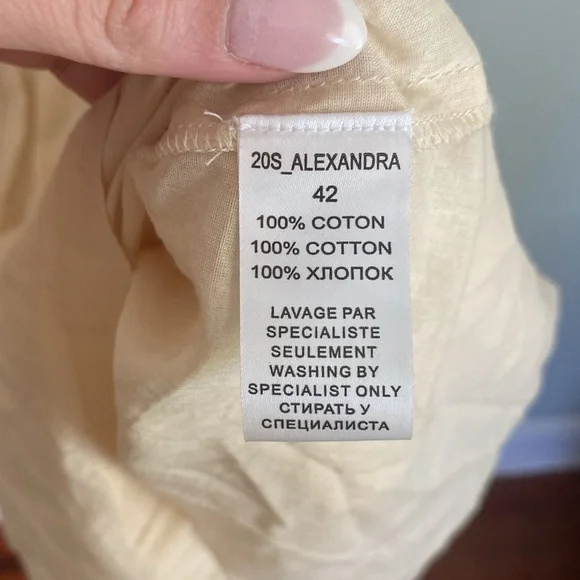 20S_ALEXANDRA
42
100% COTON
100% COTTON
100% ХЛОПОК
LAVAGE PAR
SPECIALISTE
SEULEMENT
WASHING BY
SPECIALIST ONLY
СТИРАТЬ У
СПЕЦИАЛИСТА